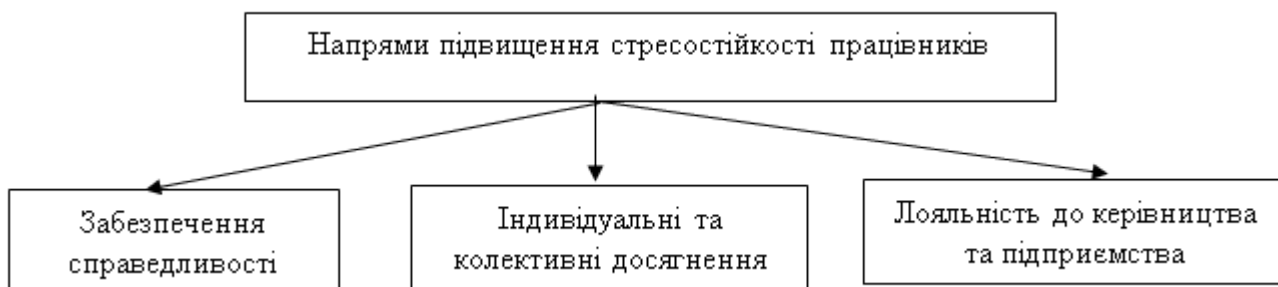 Напрями підвищення стресостійкості працівників
Забезпечення
справедливості
Індивідуальні та
колективні досягнення
Лояльність до керівництва
та підприємства